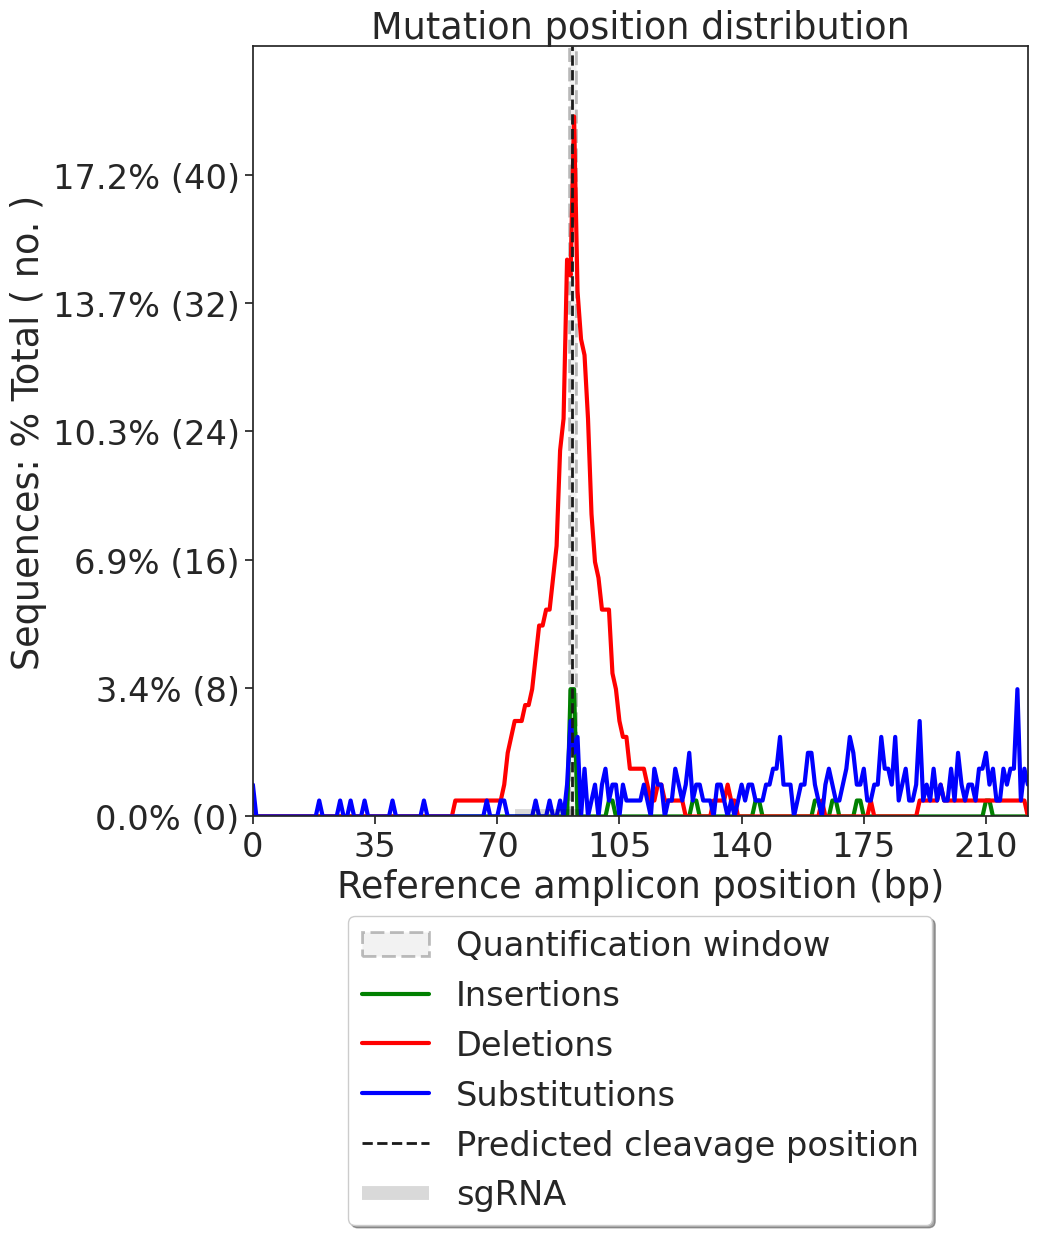 Mutation position distribution
Sequences: % Total ( no. )
17.2% (40)
13.7% (32)
10.3% (24)
6.9% (16)
3.4% (8)
0.0% (0)
0 35 70 105 140 175 210
Reference amplicon position (bp)
Quantification window
Insertions
Deletions
Substitutions
Predicted cleavage position
sgRNA